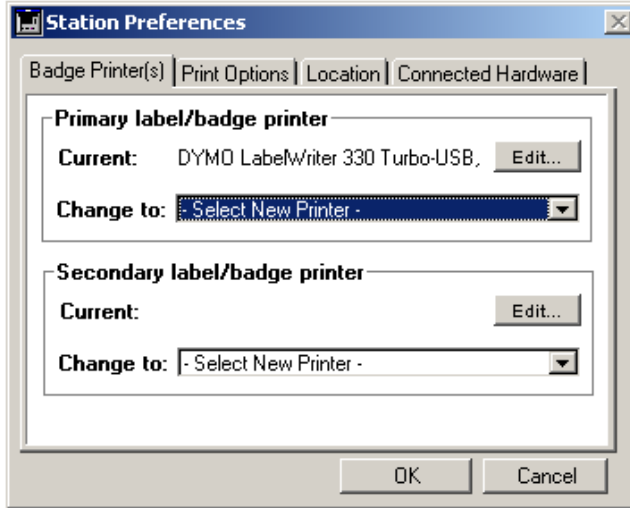 Station Preferences
Badge Printer(s) Print Options Location Connected Hardware
Primary label/badge printer
Current: DYMO LabelWriter 330 Turbo-USB, Edit...
Change to: - Select New Printer -
Secondary label/badge printer
Current: Edit...
Change to: - Select New Printer -
OK Cancel